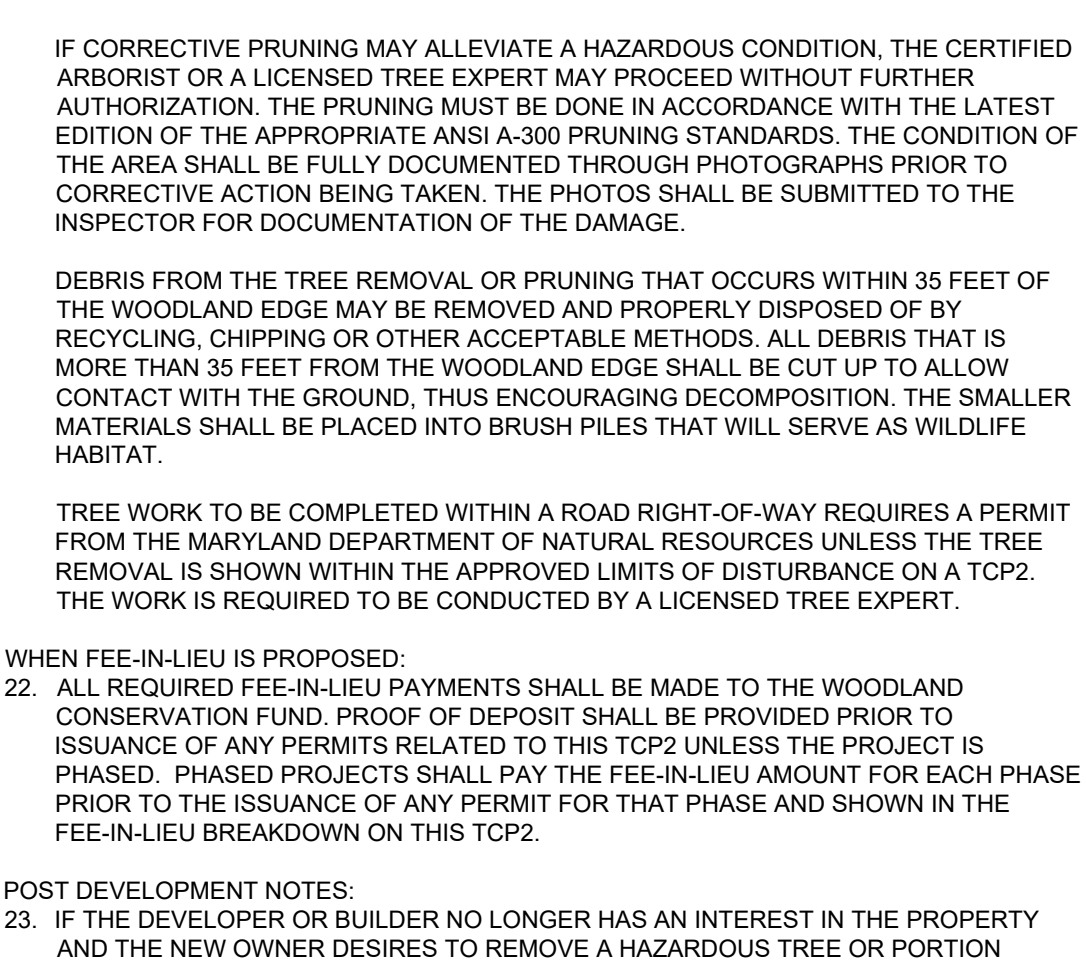 IF CORRECTIVE PRUNING MAY ALLEVIATE A HAZARDOUS CONDITION, THE CERTIFIED
ARBORIST OR A LICENSED TREE EXPERT MAY PROCEED WITHOUT FURTHER
AUTHORIZATION. THE PRUNING MUST BE DONE IN ACCORDANCE WITH THE LATEST
EDITION OF THE APPROPRIATE ANSI A-300 PRUNING STANDARDS. THE CONDITION OF
THE AREA SHALL BE FULLY DOCUMENTED THROUGH PHOTOGRAPHS PRIOR TO
CORRECTIVE ACTION BEING TAKEN. THE PHOTOS SHALL BE SUBMITTED TO THE
INSPECTOR FOR DOCUMENTATION OF THE DAMAGE.
DEBRIS FROM THE TREE REMOVAL OR PRUNING THAT OCCURS WITHIN 35 FEET OF
THE WOODLAND EDGE MAY BE REMOVED AND PROPERLY DISPOSED OF BY
RECYCLING, CHIPPING OR OTHER ACCEPTABLE METHODS. ALL DEBRIS THAT IS
MORE THAN 35 FEET FROM THE WOODLAND EDGE SHALL BE CUT UP TO ALLOW
CONTACT WITH THE GROUND, THUS ENCOURAGING DECOMPOSITION. THE SMALLER
MATERIALS SHALL BE PLACED INTO BRUSH PILES THAT WILL SERVE AS WILDLIFE
HABITAT.
TREE WORK TO BE COMPLETED WITHIN A ROAD RIGHT-OF-WAY REQUIRES A PERMIT
FROM THE MARYLAND DEPARTMENT OF NATURAL RESOURCES UNLESS THE TREE
REMOVAL IS SHOWN WITHIN THE APPROVED LIMITS OF DISTURBANCE ON A TCP2.
THE WORK IS REQUIRED TO BE CONDUCTED BY A LICENSED TREE EXPERT.
WHEN FEE-IN-LIEU IS PROPOSED:
22. ALL REQUIRED FEE-IN-LIEU PAYMENTS SHALL BE MADE TO THE WOODLAND
CONSERVATION FUND. PROOF OF DEPOSIT SHALL BE PROVIDED PRIOR TO
ISSUANCE OF ANY PERMITS RELATED TO THIS TCP2 UNLESS THE PROJECT IS
PHASED. PHASED PROJECTS SHALL PAY THE FEE-IN-LIEU AMOUNT FOR EACH PHASE
PRIOR TO THE ISSUANCE OF ANY PERMIT FOR THAT PHASE AND SHOWN IN THE
FEE-IN-LIEU BREAKDOWN ON THIS TCP2.
POST DEVELOPMENT NOTES:
23. IF THE DEVELOPER OR BUILDER NO LONGER HAS AN INTEREST IN THE PROPERTY
AND THE NEW OWNER DESIRES TO REMOVE A HAZARDOUS TREE OR PORTION